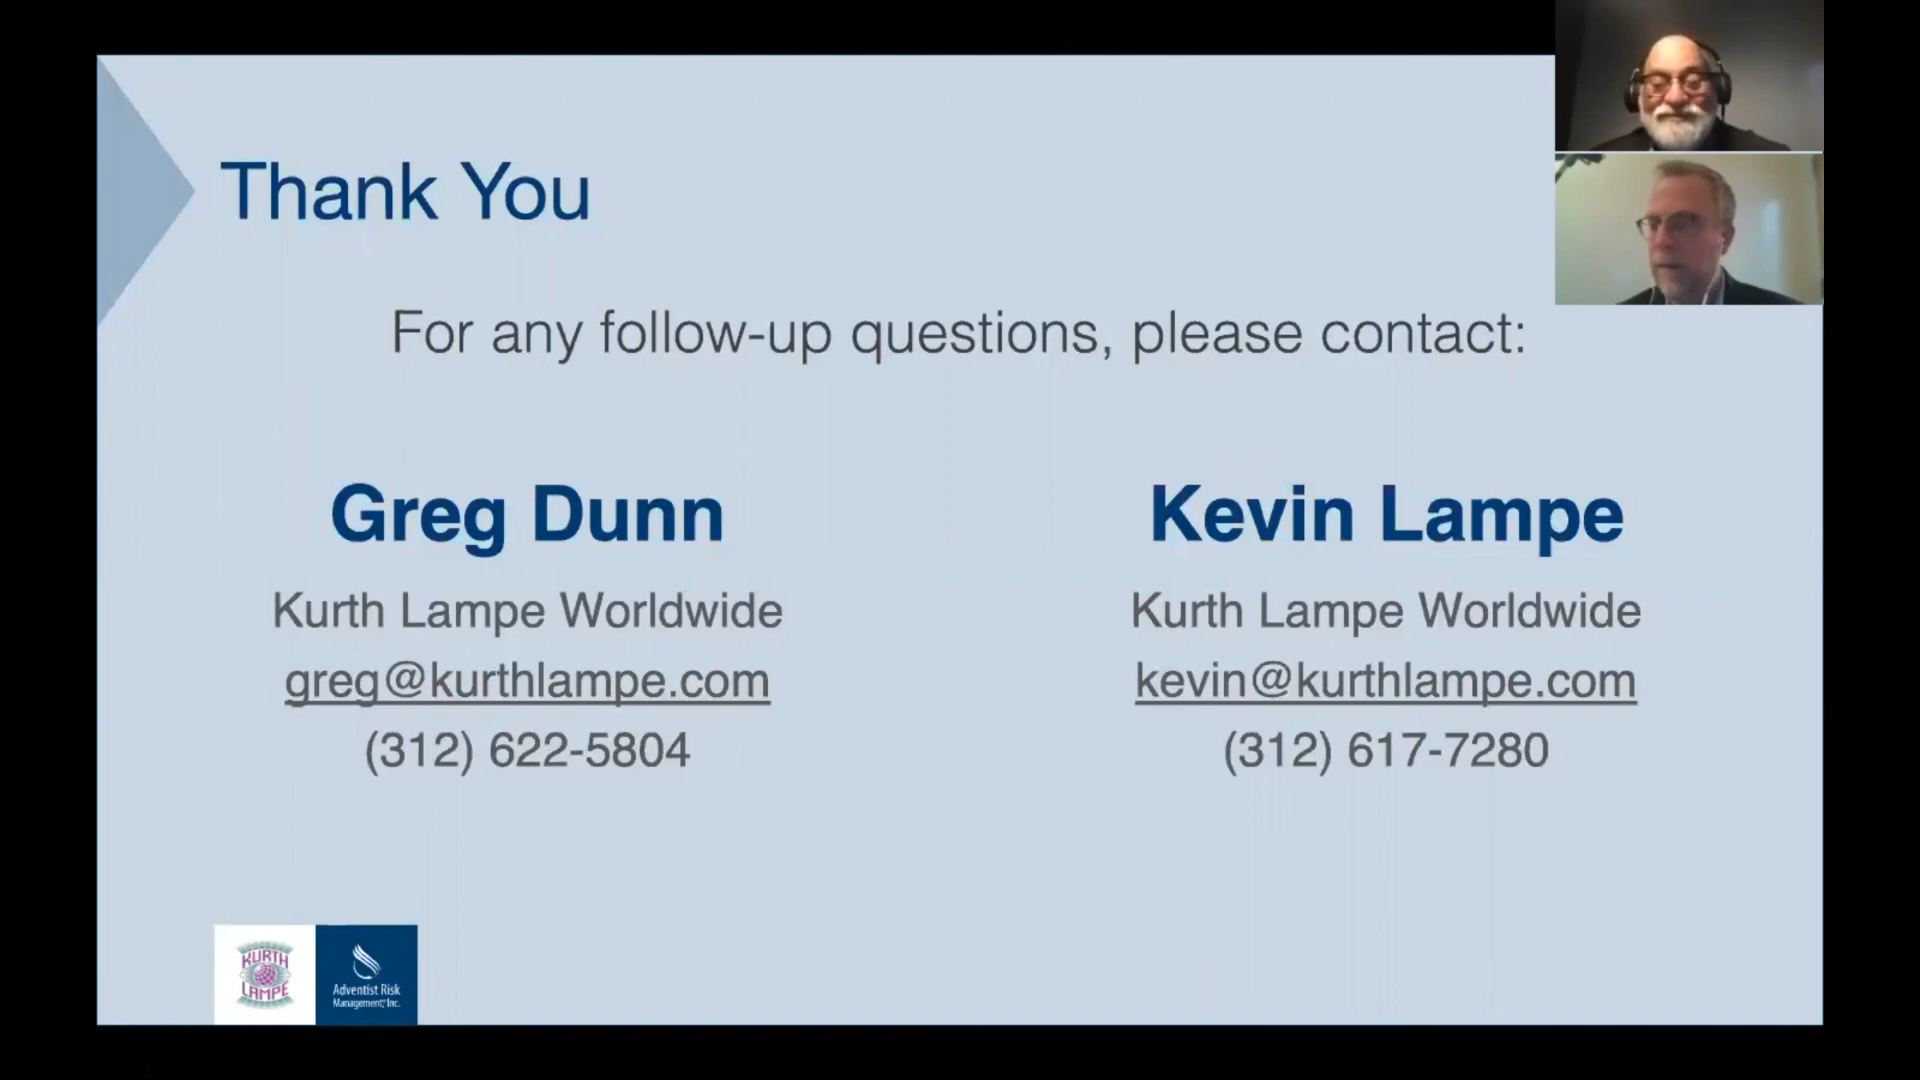 Thank You
For any follow-up questions, please contact:
Greg Dunn
Kurth Lampe Worldwide
greg@kurthlampe.com
(312) 622-5804
Kevin Lampe
Kurth Lampe Worldwide
kevin@kurthlampe.com
(312) 617-7280
KURTH
LAMPE
Adventist Risk
Management, Inc.